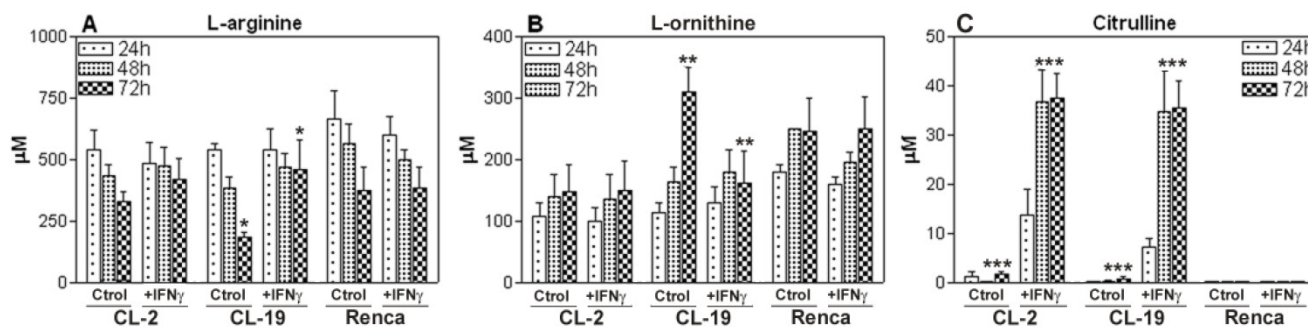 A
L-arginine
1000
750
500
250
0
µM
24h
48h
72h
*
*
Ctrol +IFNγ Ctrol +IFNγ Ctrol +IFNγ
CL-2 CL-19 Renca
B
L-ornithine
400
300
200
100
0
µM
24h
48h
72h
**
**
Ctrol +IFNγ Ctrol +IFNγ Ctrol +IFNγ
CL-2 CL-19 Renca
C
Citrulline
50
40
30
20
10
0
µM
24h
48h
72h
*** ***
*** ***
Ctrol +IFNγ Ctrol +IFNγ Ctrol +IFNγ
CL-2 CL-19 Renca